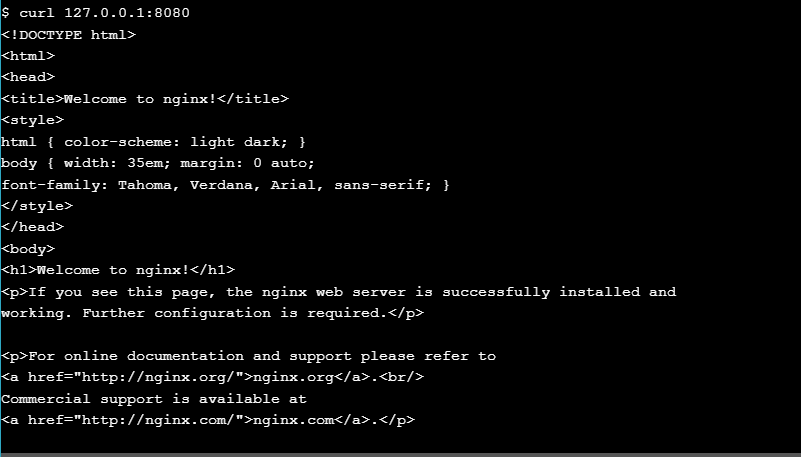 $ curl 127.0.0.1:8080
<!DOCTYPE html>
<html>
<head>
<title>Welcome to nginx!</title>
<style>
html { color-scheme: light dark; }
body { width: 35em; margin: 0 auto;
font-family: Tahoma, Verdana, Arial, sans-serif; }
</style>
</head>
<body>
<h1>Welcome to nginx!</h1>
<p>If you see this page, the nginx web server is successfully installed and
working. Further configuration is required.</p>

<p>For online documentation and support please refer to
<a href="http://nginx.org/">nginx.org</a>.<br/>
Commercial support is available at
<a href="http://nginx.com/">nginx.com</a>.</p>